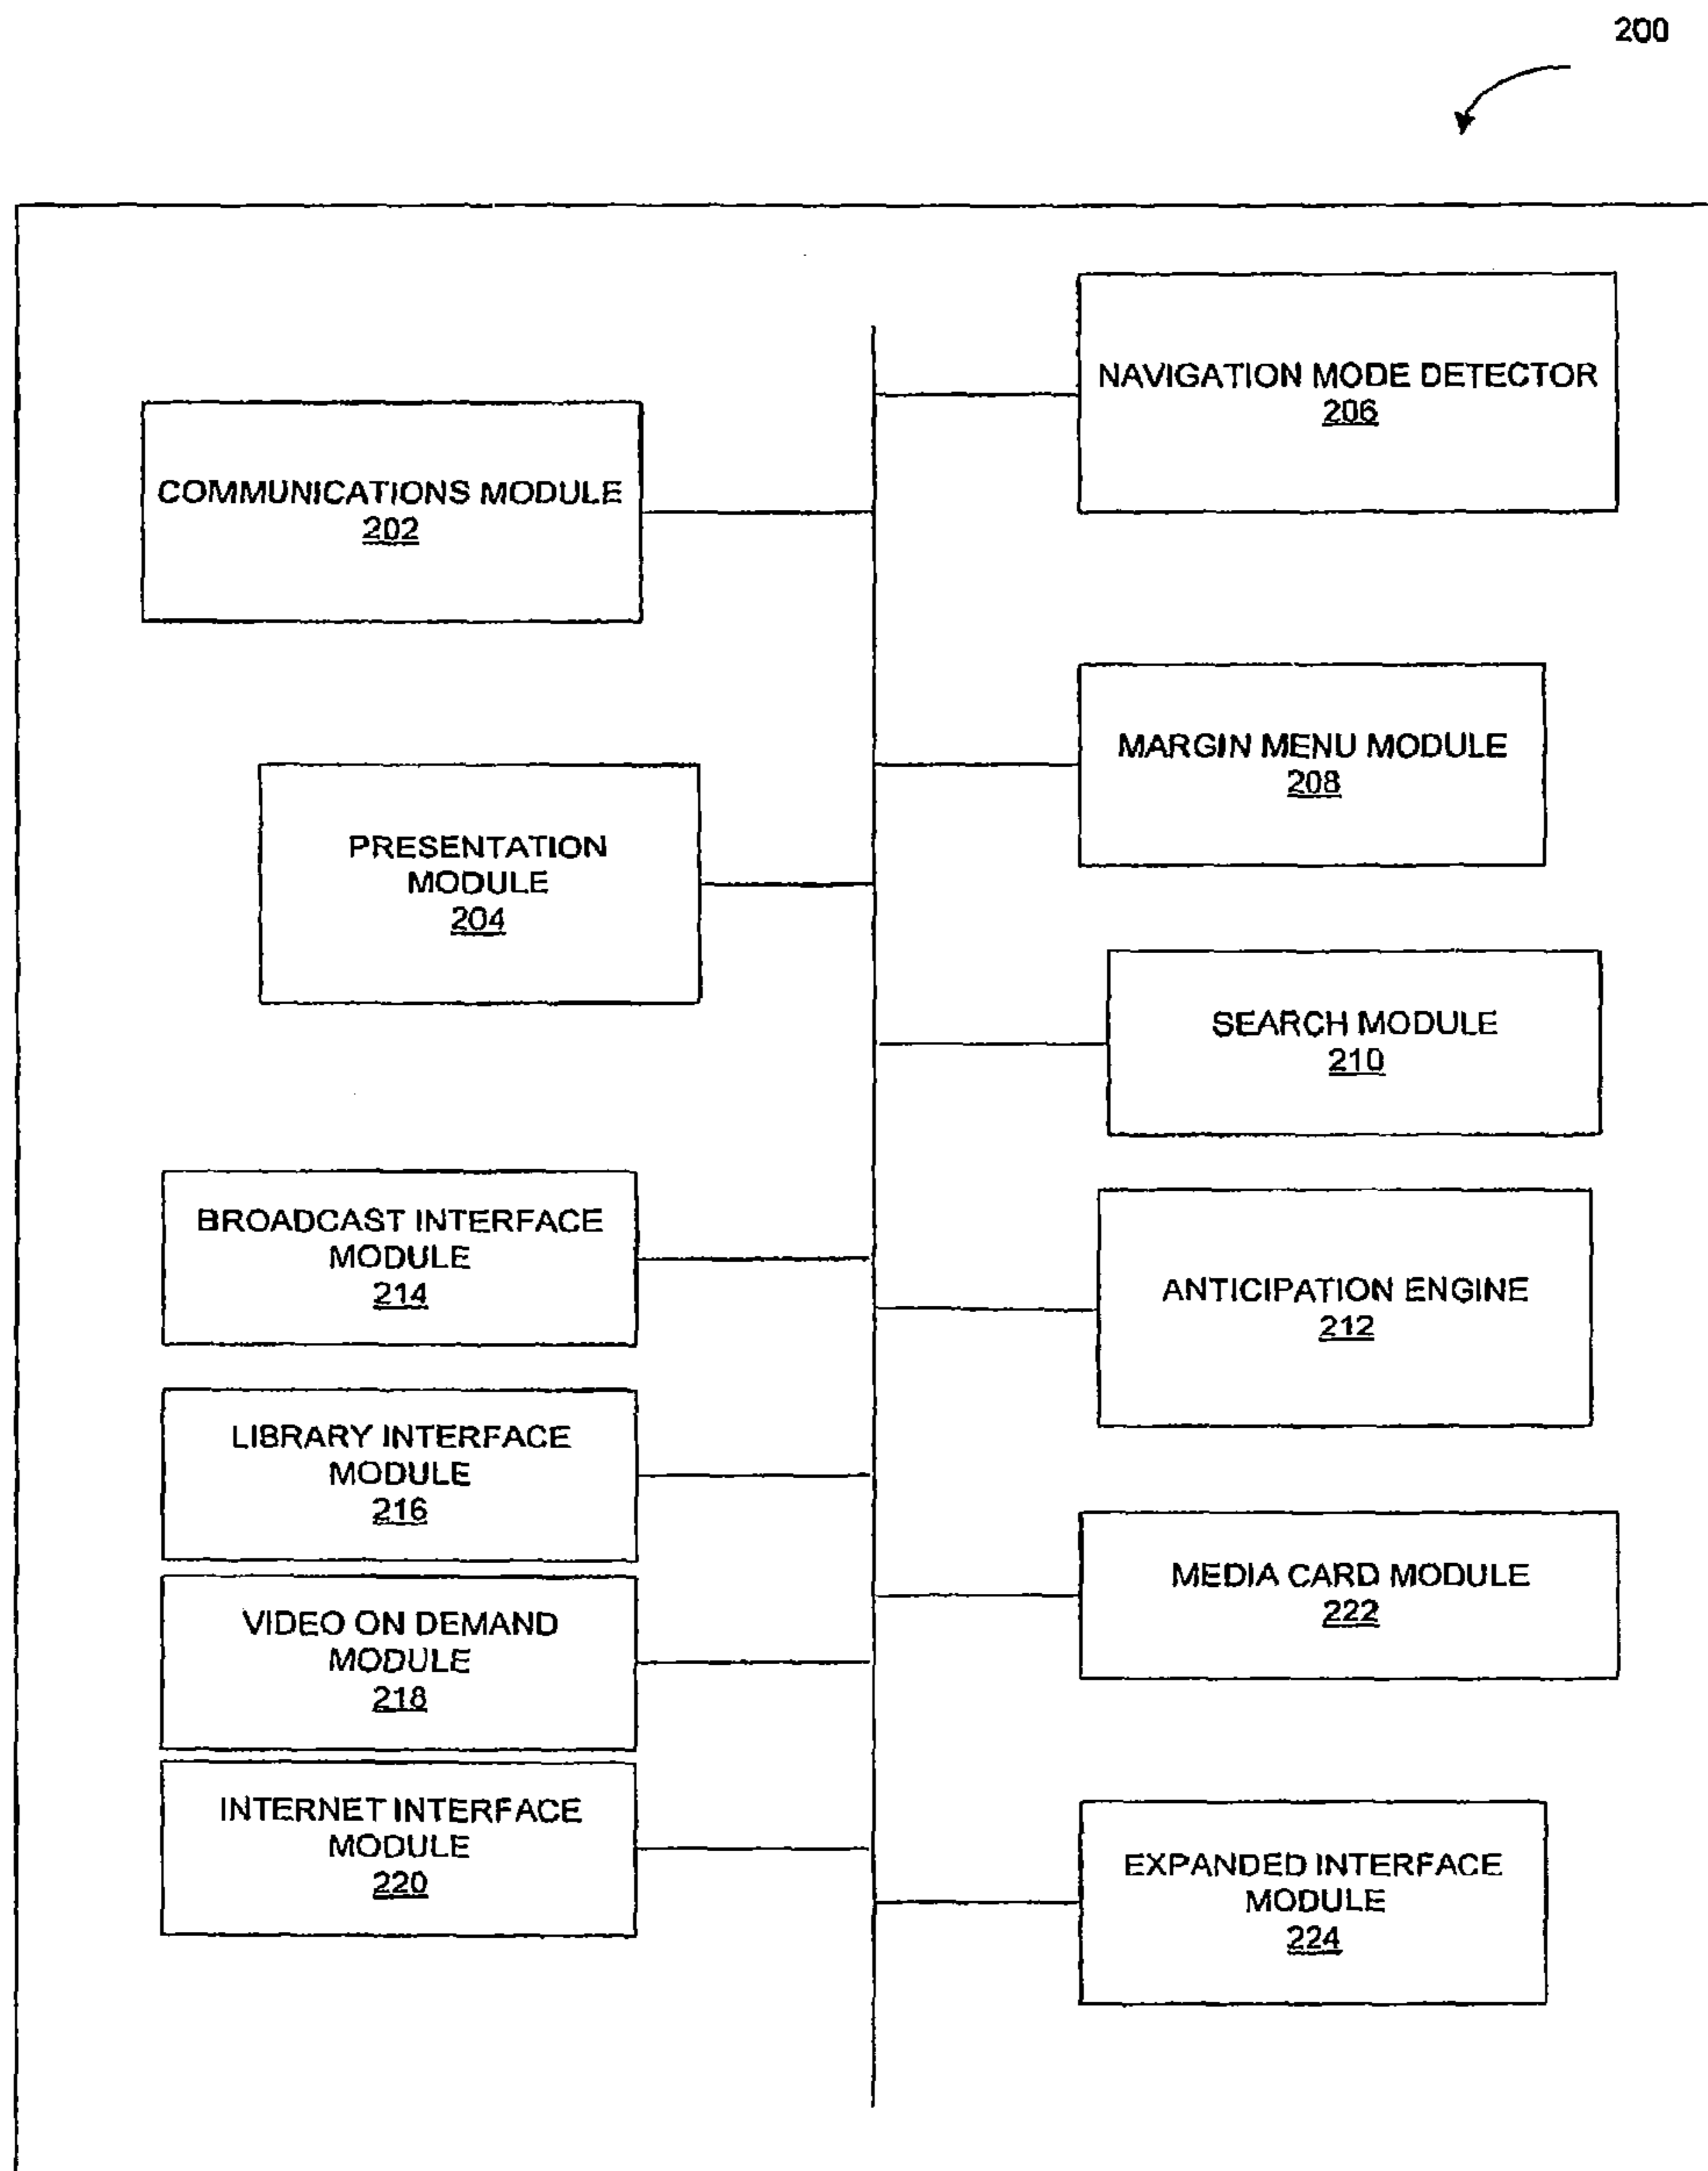 200
NAVIGATION MODE DETECTOR
206
COMMUNICATIONS MODULE
202
MARGIN MENU MODULE
208
PRESENTATION
MODULE
204
SEARCH MODULE
210
BROADCAST INTERFACE
MODULE
214
ANTICIPATION ENGINE
212
LIBRARY INTERFACE
MODULE
216
MEDIA CARD MODULE
222
VIDEO ON DEMAND
MODULE
218
INTERNET INTERFACE
MODULE
220
EXPANDED INTERFACE
MODULE
224